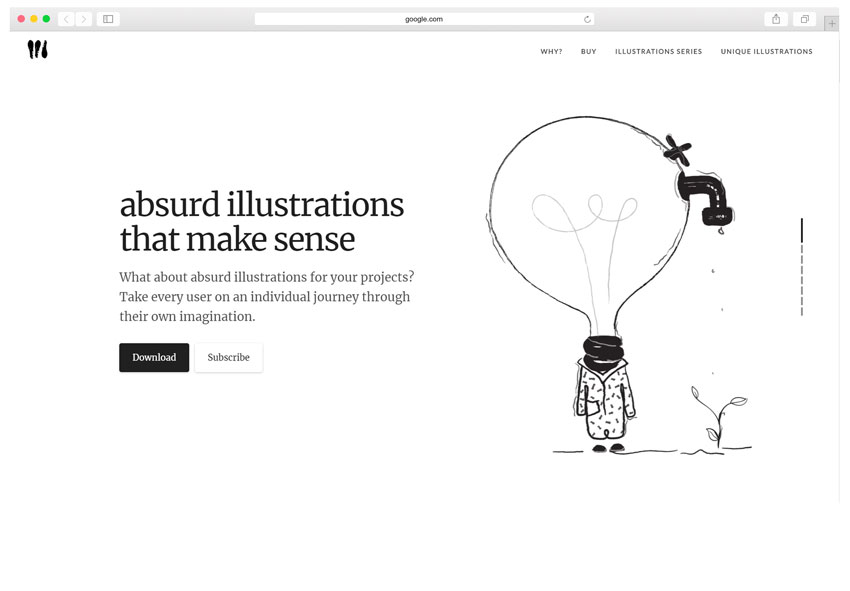 google.com
WHY?
BUY
ILLUSTRATIONS SERIES
UNIQUE ILLUSTRATIONS
absurd illustrations
that make sense
What about absurd illustrations for your projects?
Take every user on an individual journey through
their own imagination.
Download
Subscribe